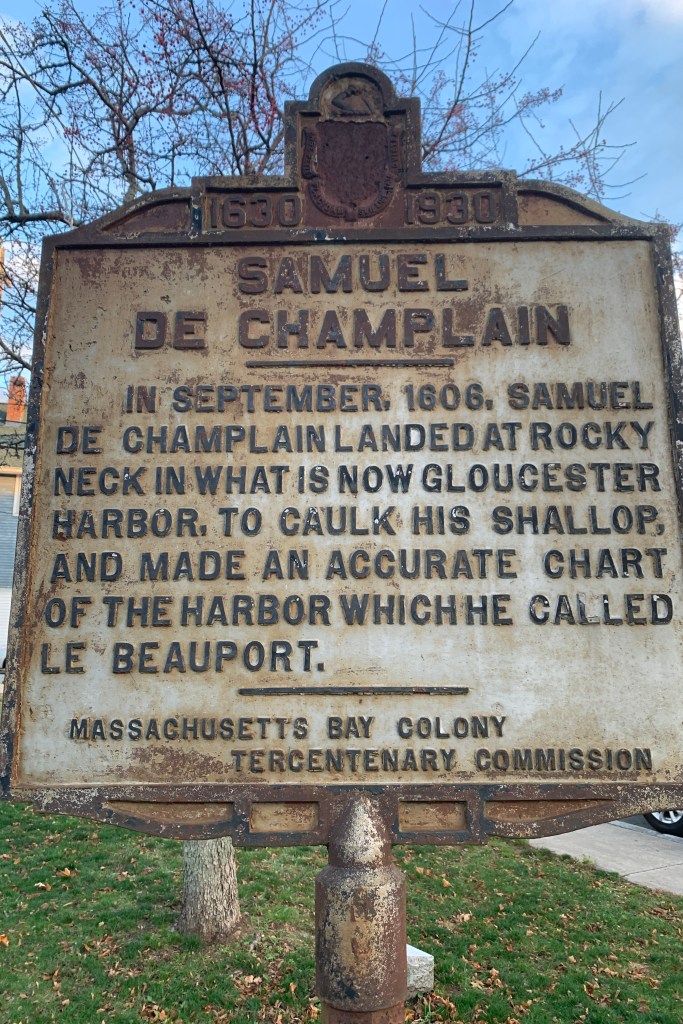 1630 1930
SAMUEL
DE CHAMPLAIN
IN SEPTEMBER, 1606, SAMUEL
DE CHAMPLAIN LANDED AT ROCKY
NECK IN WHAT IS NOW GLOUCESTER
HARBOR, TO CAULK HIS SHALLOP,
AND MADE AN ACCURATE CHART
OF THE HARBOR WHICH HE CALLED
LE BEAUPORT.
MASSACHUSETTS BAY COLONY
TERCENTENARY COMMISSION